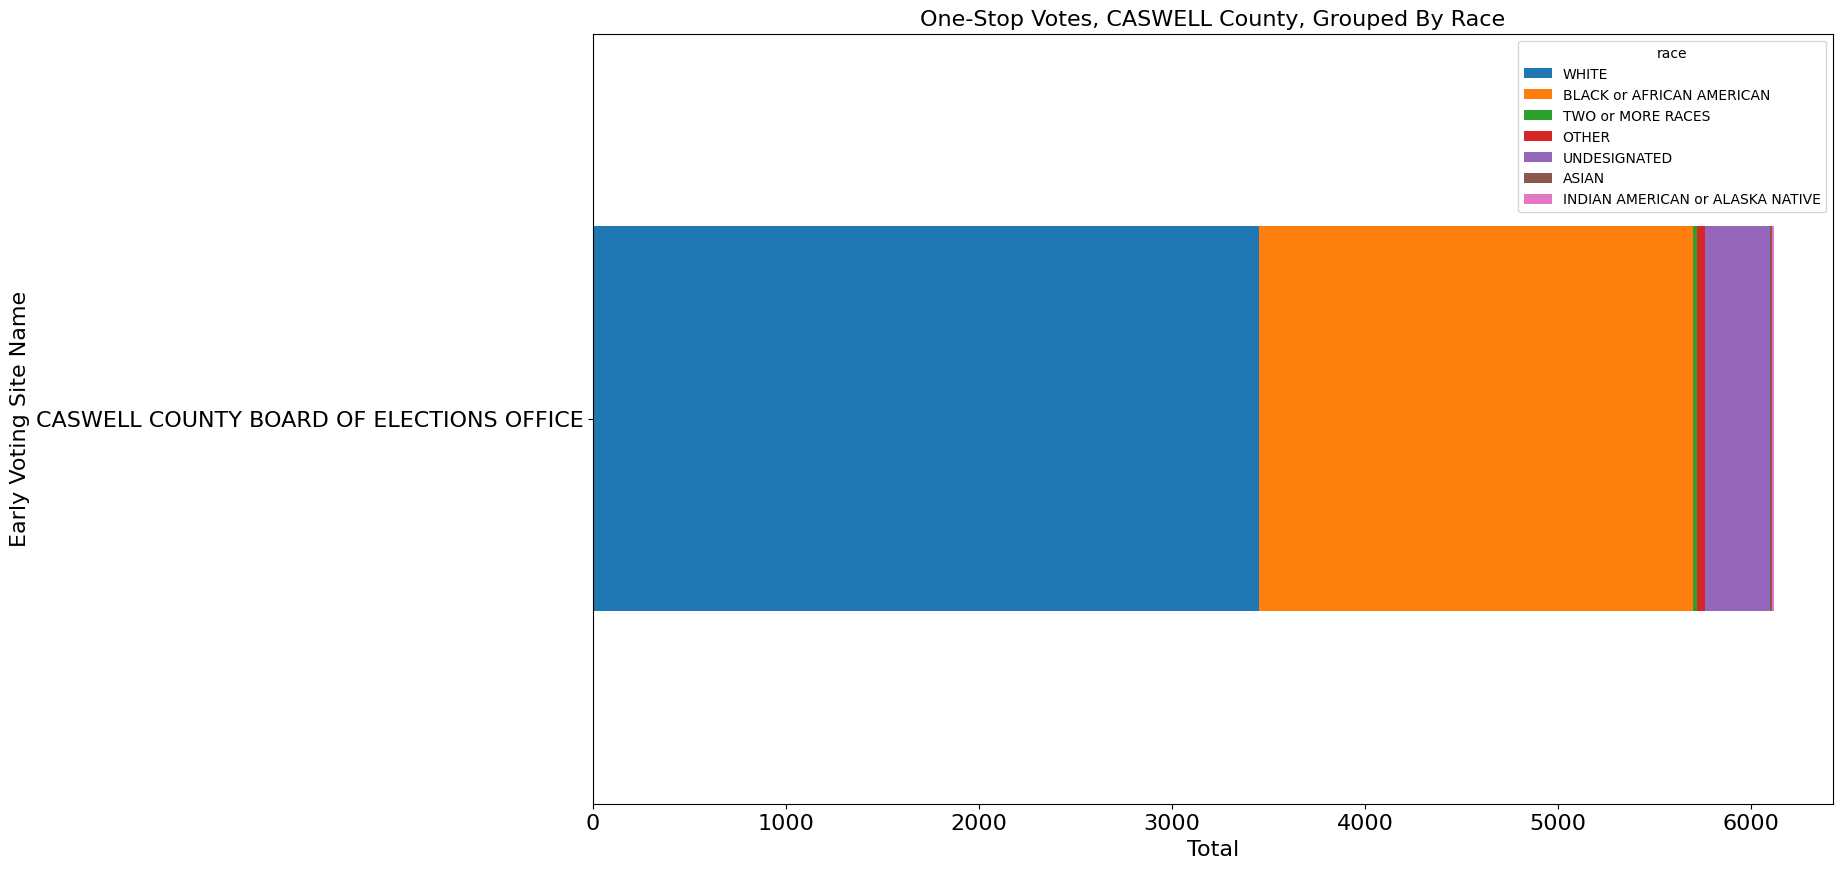 One-Stop Votes, CASWELL County, Grouped By Race
race
WHITE
BLACK or AFRICAN AMERICAN
TWO or MORE RACES
OTHER
UNDESIGNATED
ASIAN
INDIAN AMERICAN or ALASKA NATIVE
Early Voting Site Name
CASWELL COUNTY BOARD OF ELECTIONS OFFICE
0 1000 2000 3000 4000 5000 6000
Total